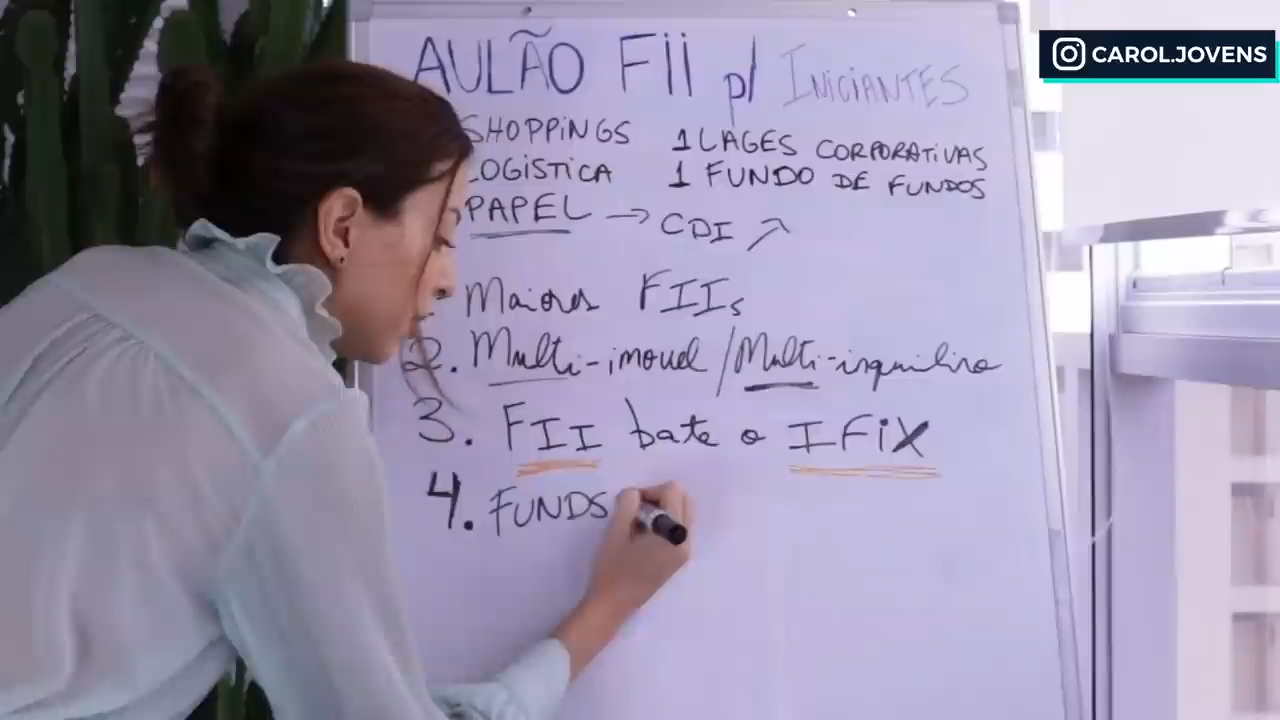 CAROL.JOVENS
AULÃO Fii p/ INICIANTES
SHOPPINGS
LOGÍSTICA
PAPEL → CDI ↗
1 LAGES CORPORATIVAS
1 FUNDO DE FUNDOS
Maiores FIIs
2. Multi-imovel / Multi-inquilino
3. FII bate o IFiX
4. FUNDS